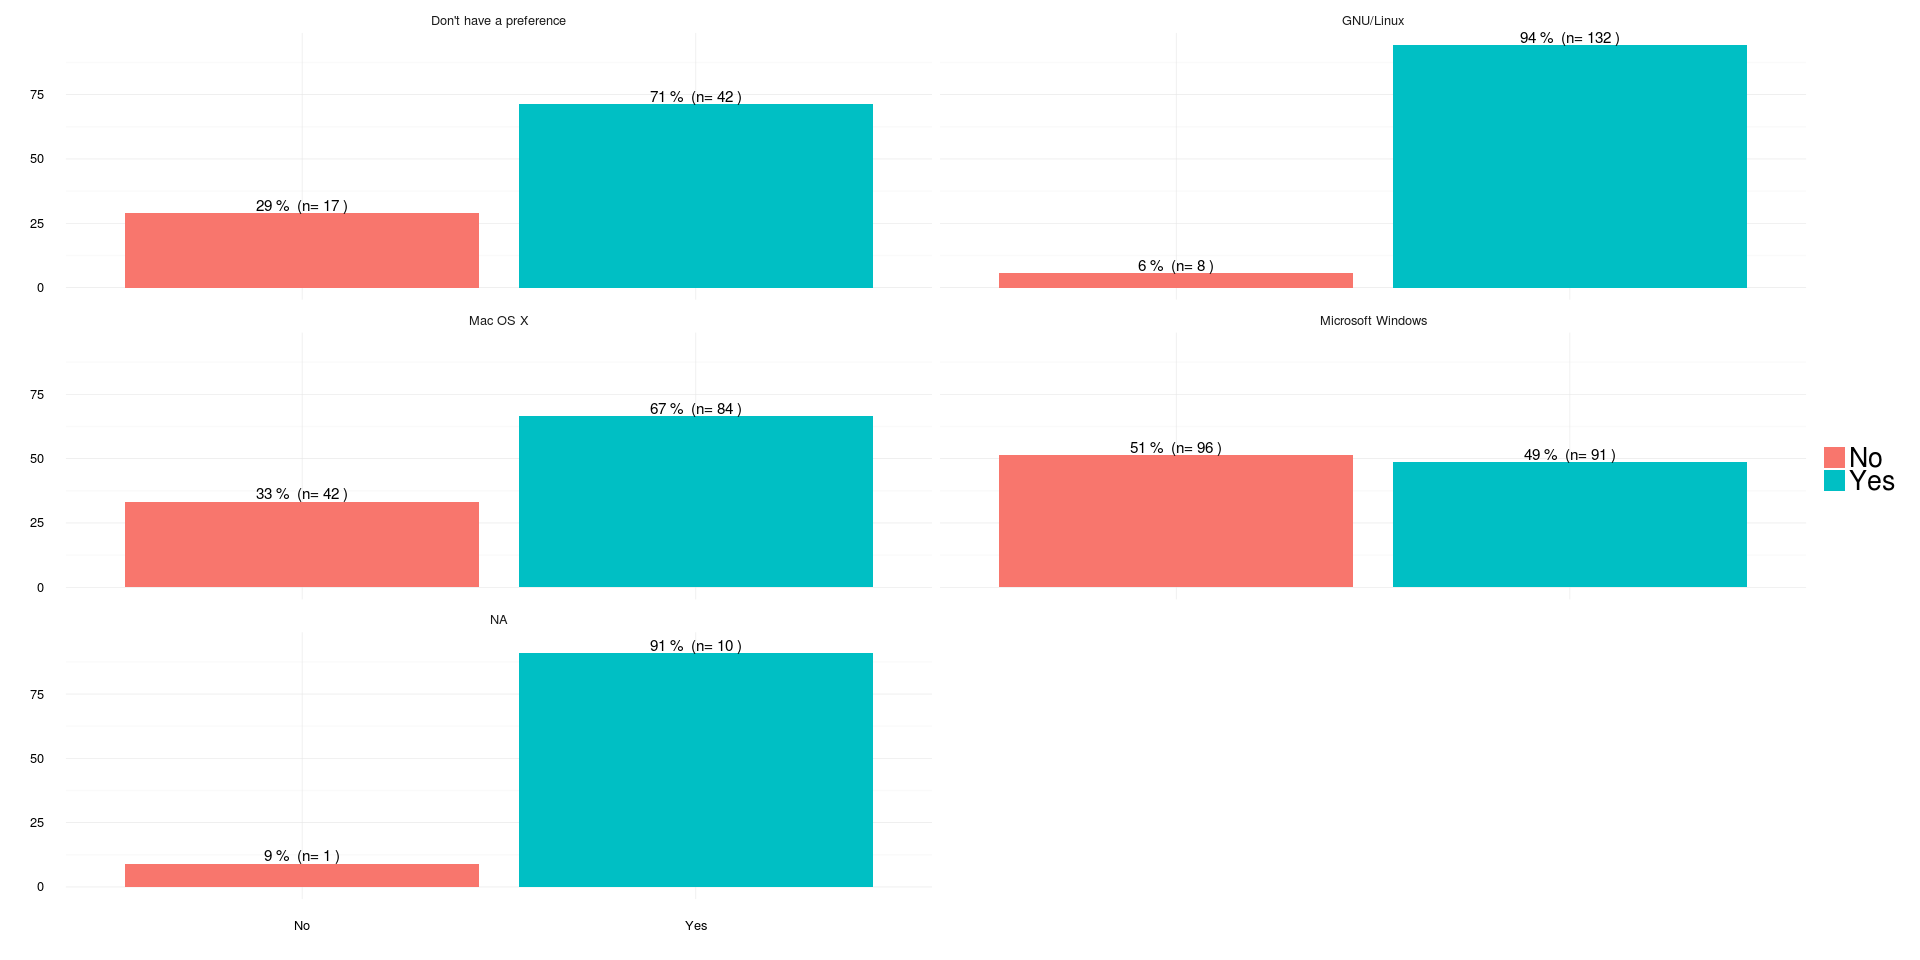 Don't have a preference
GNU/Linux
94 % (n= 132 )
75
71 % (n= 42 )
50
29 % (n= 17 )
25
6 % (n= 8 )
0
Mac OS X
Microsoft Windows
75
67 % (n= 84 )
50
51 % (n= 96 )
49 % (n= 91 )
33 % (n= 42 )
25
0
No
Yes
NA
91 % (n= 10 )
75
50
25
9 % (n= 1 )
0
No
Yes